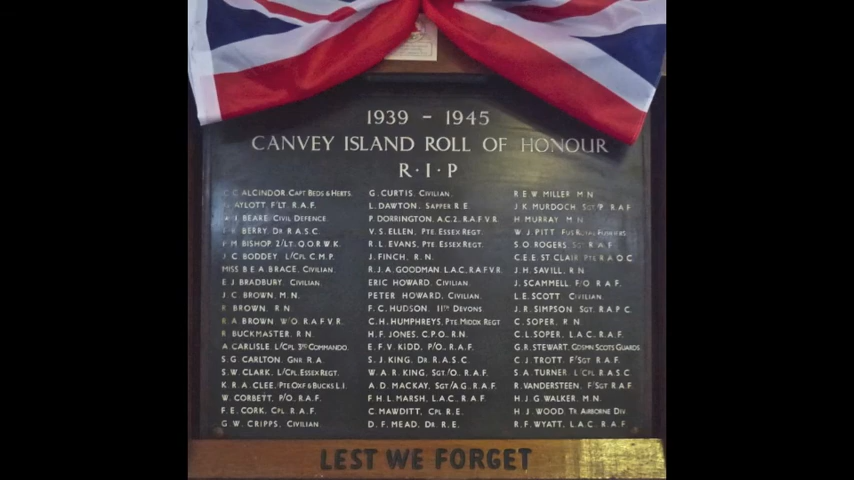 1939 - 1945
CANVEY ISLAND ROLL OF HONOUR
R·I·P
ALCINDOR. CAPT BEDS & HERTS.
AYLOTT. F'LT. R.A.F.
BEARE. CIVIL DEFENCE.
BERRY. DR R.A.S.C.
F M BISHOP 2/LT. Q.O.R.W.K.
J C BODDEY L/CPL C.M.P.
MISS B E A BRACE. CIVILIAN.
E J BRADBURY. CIVILIAN.
J C BROWN. M.N.
R BROWN. R N
R A BROWN W/O R.A.F.V.R.
R BUCKMASTER. R N
A CARLISLE L/CPL 3RD COMMANDO.
S.G CARLTON. GNR R.A.
S.W. CLARK. L/CPL. ESSEX REGT.
K.R.A. CLEE. PTE OXF & BUCKS L.I.
W. CORBETT. P/O. R.A.F.
F.E. CORK. CPL R.A.F.
G.W. CRIPPS. CIVILIAN
G. CURTIS. CIVILIAN.
L. DAWTON. SAPPER R E.
P. DORRINGTON. A.C.2. R.A.F.V.R.
V.S. ELLEN. PTE. ESSEX REGT.
R.L. EVANS. PTE. ESSEX REGT.
J. FINCH. R.N.
R.J.A. GOODMAN. L.A.C. R.A.F.V.R.
ERIC HOWARD. CIVILIAN.
PETER HOWARD. CIVILIAN.
F.C. HUDSON. 11TH DEVONS
C.H. HUMPHREYS. PTE. MIDDX REGT
H.F. JONES. C.P.O. R.N.
E.F.V. KIDD. P/O. R.A.F.
S.J. KING. DR R.A.S.C.
W.A.R. KING. SGT/O. R.A.F.
A.D. MACKAY. SGT/A G. R.A.F.
F.H.L. MARSH. L.A.C. R.A.F.
C. MAWDITT. CPL R.E.
D.F. MEAD. DR. R.E.
R.E.W MILLER M N
J K. MURDOCH. SGT P R A F
H MURRAY M N
W J. PITT FUS ROYAL FUSILIERS
S.O. ROGERS. SGT R.A.F.
C.E.E ST CLAIR PTE R A O C
J.H. SAVILL. R.N.
J. SCAMMELL. F/O R.A.F.
L.E. SCOTT CIVILIAN.
J.R. SIMPSON. SGT. R.A.P.C.
C. SOPER. R.N.
C.L. SOPER. L.A.C. R.A.F.
G.R. STEWART. GDSMN SCOTS GUARDS.
C.J. TROTT. F'SGT R.A.F.
S.A. TURNER. L/CPL R.A.S.C
R. VANDERSTEEN. F'SGT R.A.F
H.J.G WALKER. M.N.
H J. WOOD TR. AIRBORNE DIV.
R.F. WYATT. L.A.C. R.A.F.
LEST WE FORGET